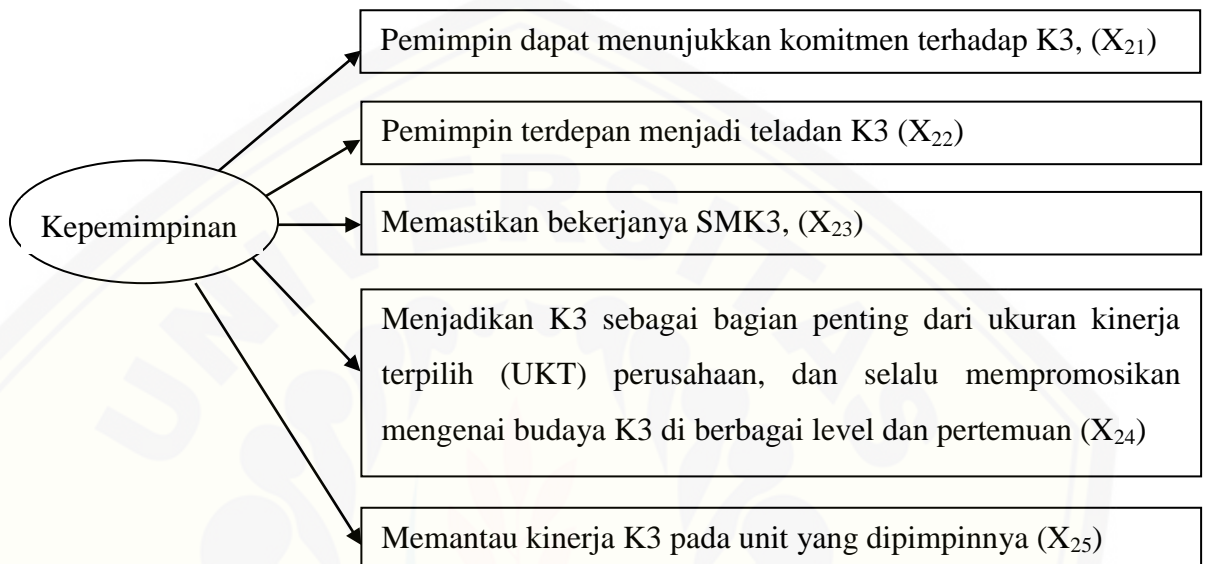 Pemimpin dapat menunjukkan komitmen terhadap K3, (X₂₁)
Pemimpin terdepan menjadi teladan K3 (X₂₂)
Kepemimpinan
Memastikan bekerjanya SMK3, (X₂₃)
Menjadikan K3 sebagai bagian penting dari ukuran kinerja
terpilih (UKT) perusahaan, dan selalu mempromosikan
mengenai budaya K3 di berbagai level dan pertemuan (X₂₄)
Memantau kinerja K3 pada unit yang dipimpinnya (X₂₅)
UNIVERSITAS